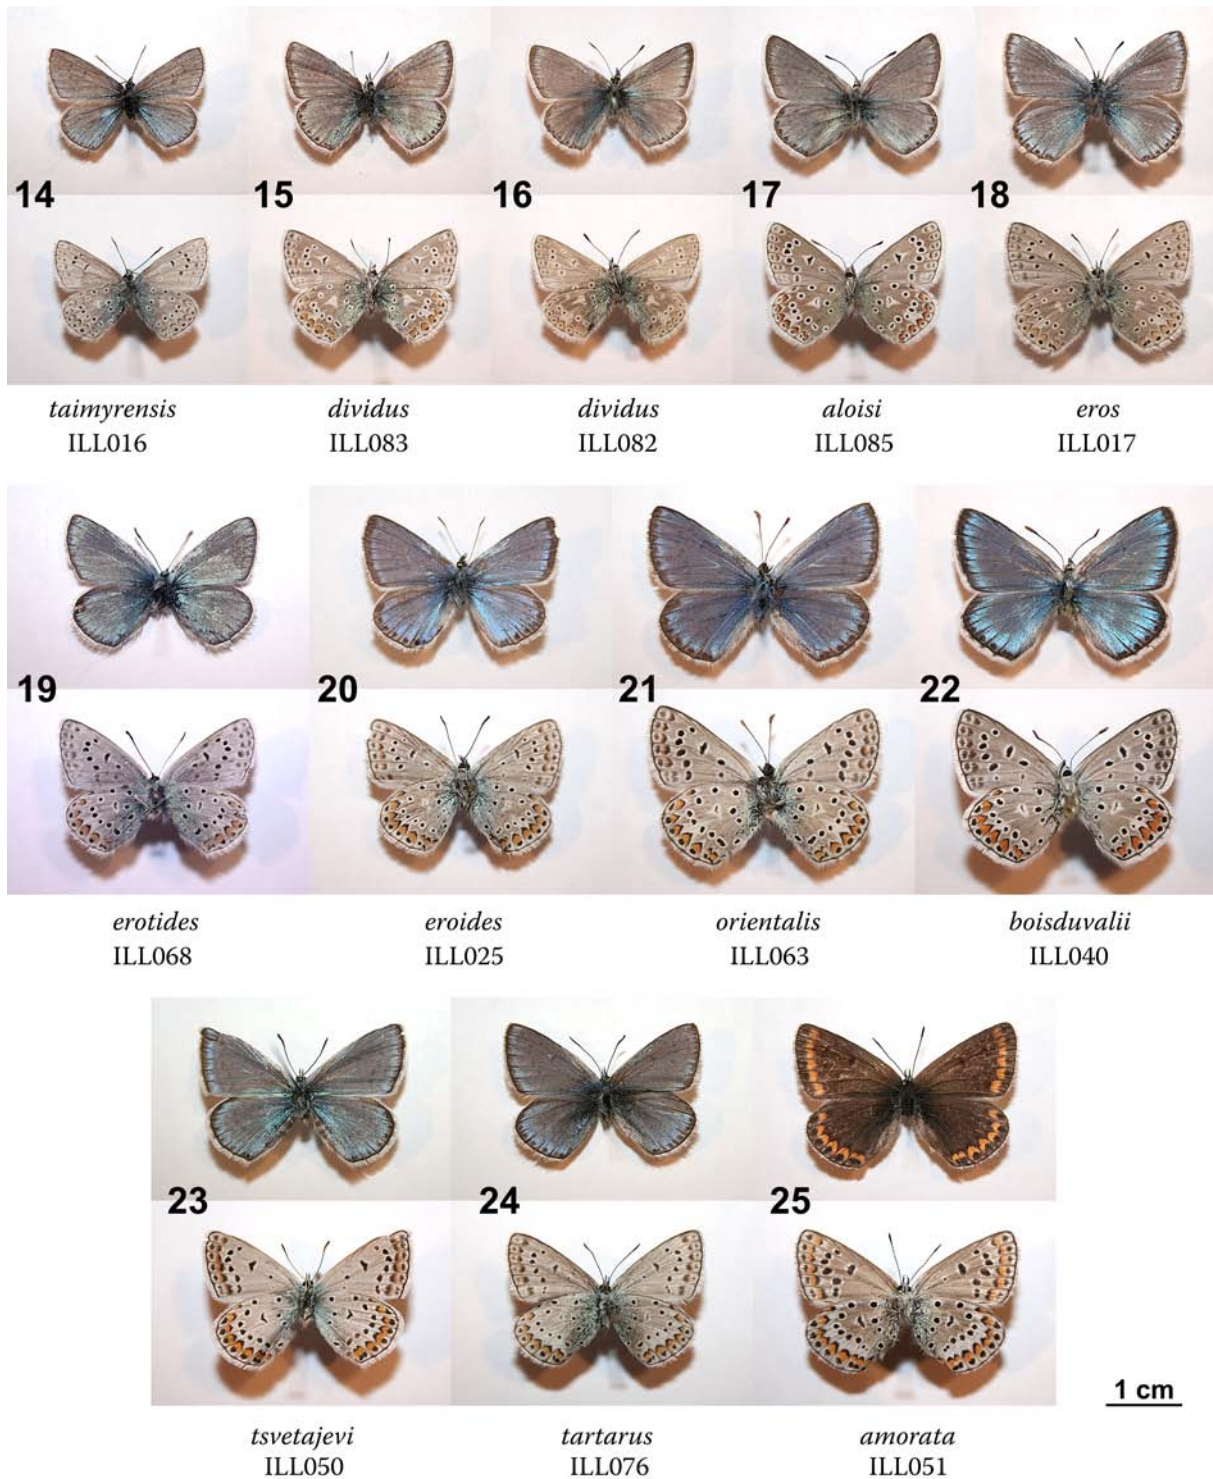 14 15 16 17 18
taimyrensis dividus dividus aloisi eros
ILL016 ILL083 ILL082 ILL085 ILL017
19 20 21 22
erotides eroides orientalis boisduvalii
ILL068 ILL025 ILL063 ILL040
23 24 25
1 cm
tsvetajevi tartarus amorata
ILL050 ILL076 ILL051